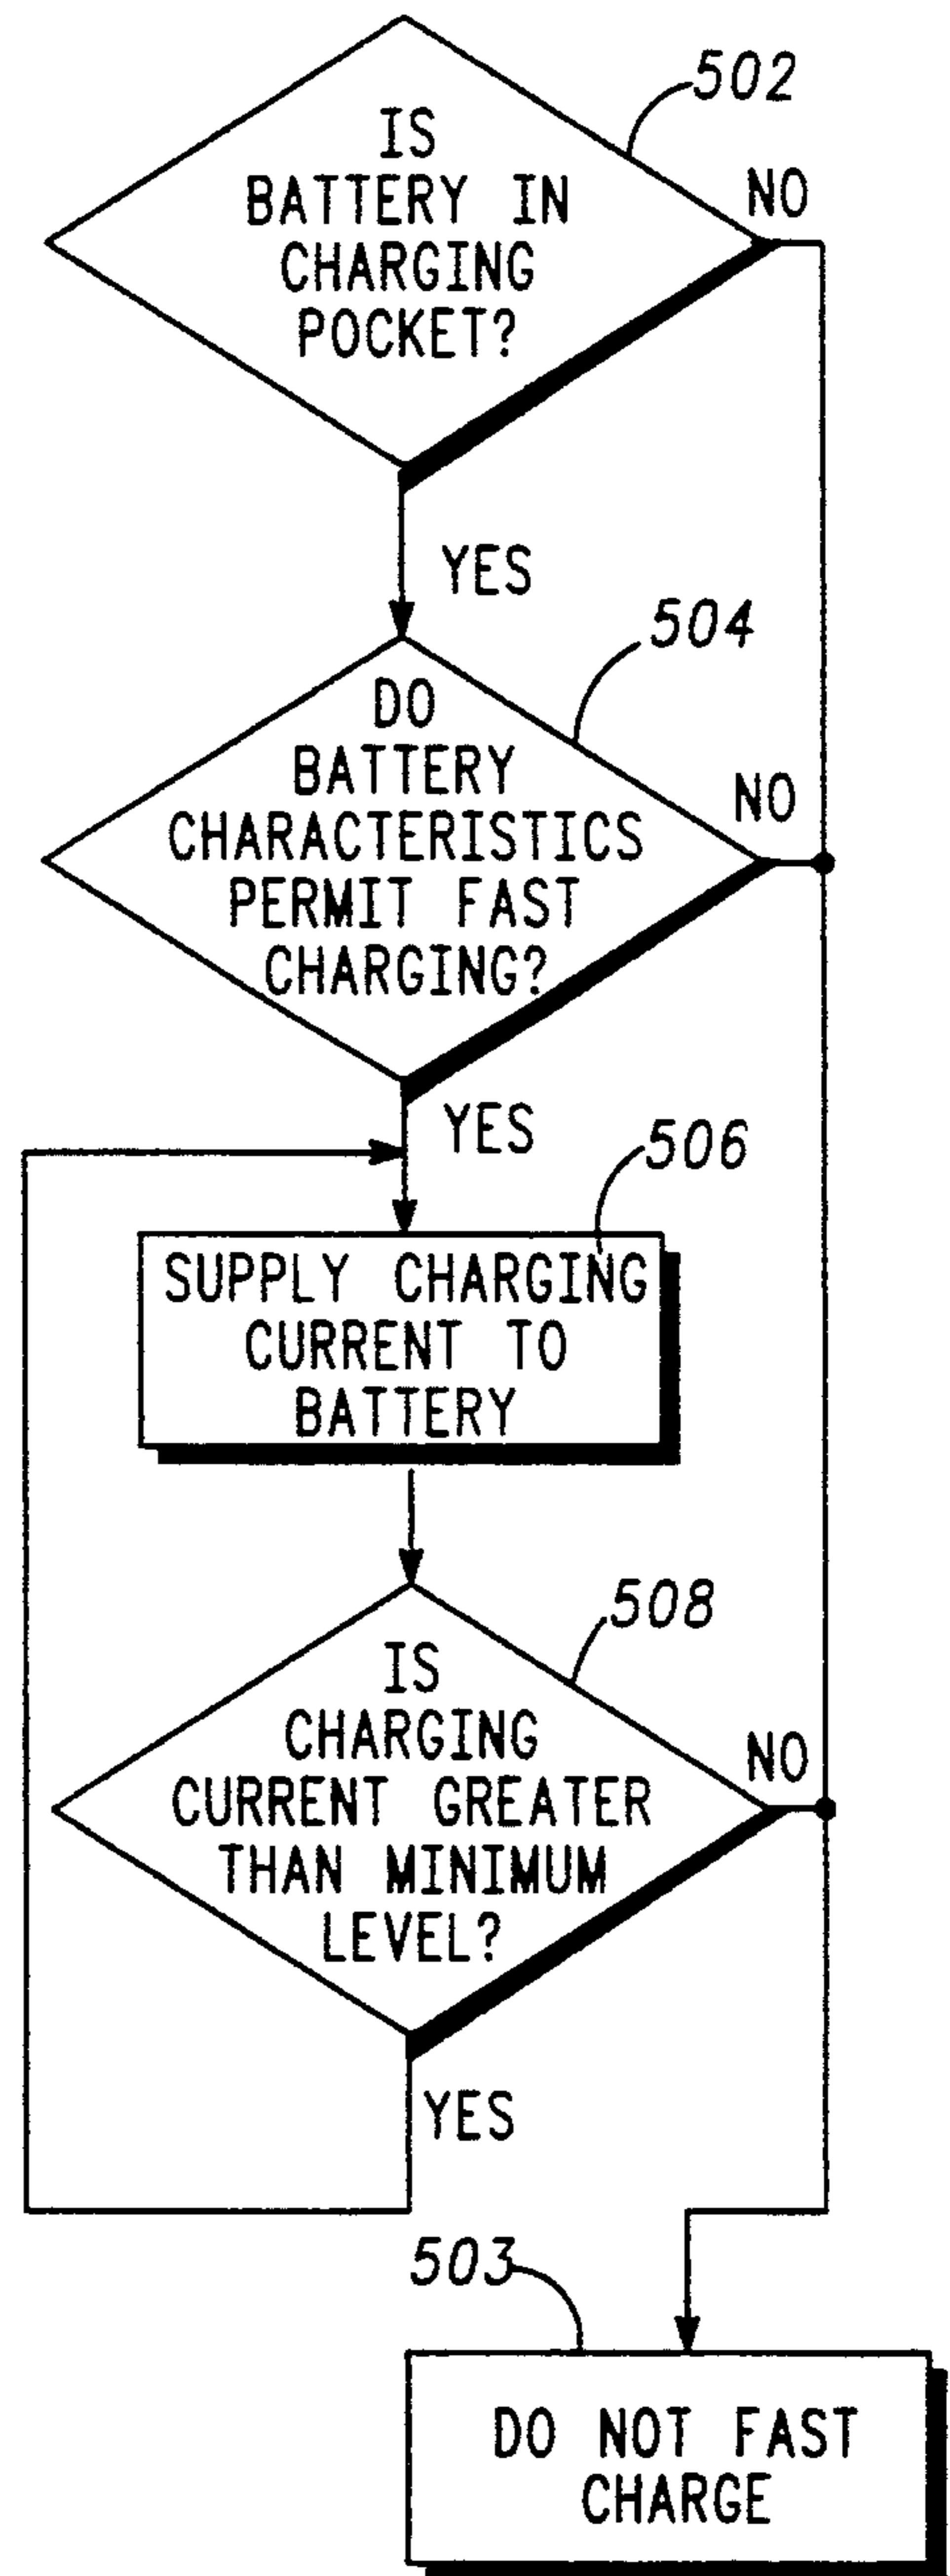 502
IS
BATTERY IN
CHARGING
POCKET?
NO
YES
504
DO
BATTERY
CHARACTERISTICS
PERMIT FAST
CHARGING?
NO
YES
506
SUPPLY CHARGING
CURRENT TO
BATTERY
508
IS
CHARGING
CURRENT GREATER
THAN MINIMUM
LEVEL?
NO
YES
503
DO NOT FAST
CHARGE